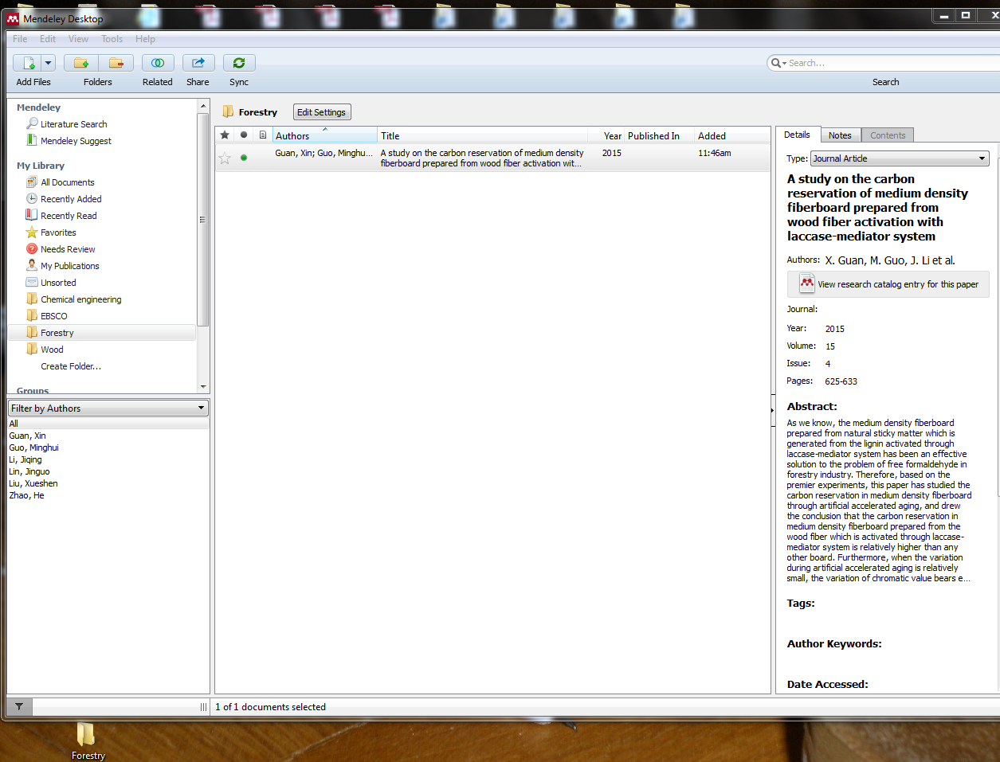 Mendeley Desktop
File Edit View Tools Help
Add Files Folders Related Share Sync
Search...
Search
Mendeley
Literature Search
Mendeley Suggest
My Library
All Documents
Recently Added
Recently Read
Favorites
Needs Review
My Publications
Unsorted
Chemical engineering
EBSCO
Forestry
Wood
Create Folder...
Groups
Filter by Authors
All
Guan, Xin
Guo, Minghui
Li, Jiqing
Lin, Jinguo
Liu, Xueshen
Zhao, He
Forestry Edit Settings
Authors Title Year Published In Added
Guan, Xin; Guo, Minghu... A study on the carbon reservation of medium density 2015 11:46am
fiberboard prepared from wood fiber activation wit...
1 of 1 documents selected
Details Notes Contents
Type: Journal Article
A study on the carbon
reservation of medium density
fiberboard prepared from
wood fiber activation with
laccase-mediator system
Authors: X. Guan, M. Guo, J. Li et al.
View research catalog entry for this paper
Journal:
Year: 2015
Volume: 15
Issue: 4
Pages: 625-633
Abstract:
As we know, the medium density fiberboard
prepared from natural sticky matter which is
generated from the lignin activated through
laccase-mediator system has been an effective
solution to the problem of free formaldehyde in
forestry industry. Therefore, based on the
premier experiments, this paper has studied the
carbon reservation in medium density fiberboard
through artificial accelerated aging, and drew
the conclusion that the carbon reservation in
medium density fiberboard prepared from the
wood fiber which is activated through laccase-
mediator system is relatively higher than any
other board. Furthermore, when the variation
during artificial accelerated aging is relatively
small, the variation of chromatic value bears e...
Tags:
Author Keywords:
Date Accessed:
Forestry